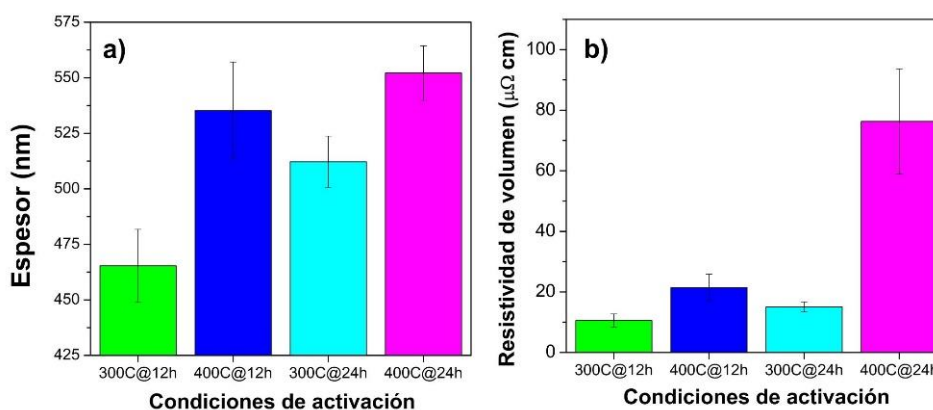 a)
Espesor (nm)
575
550
525
500
475
450
425
300C@12h 400C@12h 300C@24h 400C@24h
Condiciones de activación
b)
Resistividad de volumen (μΩ cm)
100
80
60
40
20
0
300C@12h 400C@12h 300C@24h 400C@24h
Condiciones de activación